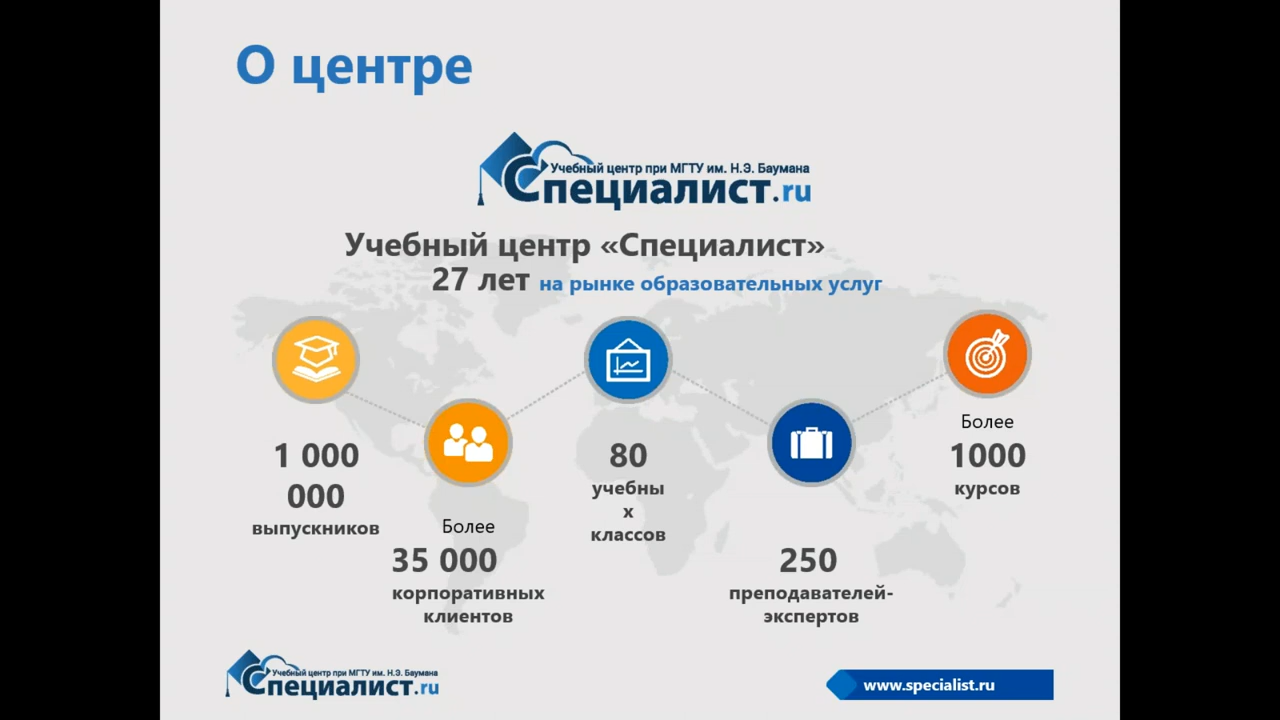 О центре
Учебный центр при МГТУ им. Н.Э. Баумана
Специалист.ru
Учебный центр «Специалист»
27 лет на рынке образовательных услуг
1 000
000
выпускников
Более
35 000
корпоративных
клиентов
80
учебны
х
классов
250
преподавателей-
экспертов
Более
1000
курсов
Учебный центр при МГТУ им. Н.Э. Баумана
Специалист.ru
www.specialist.ru